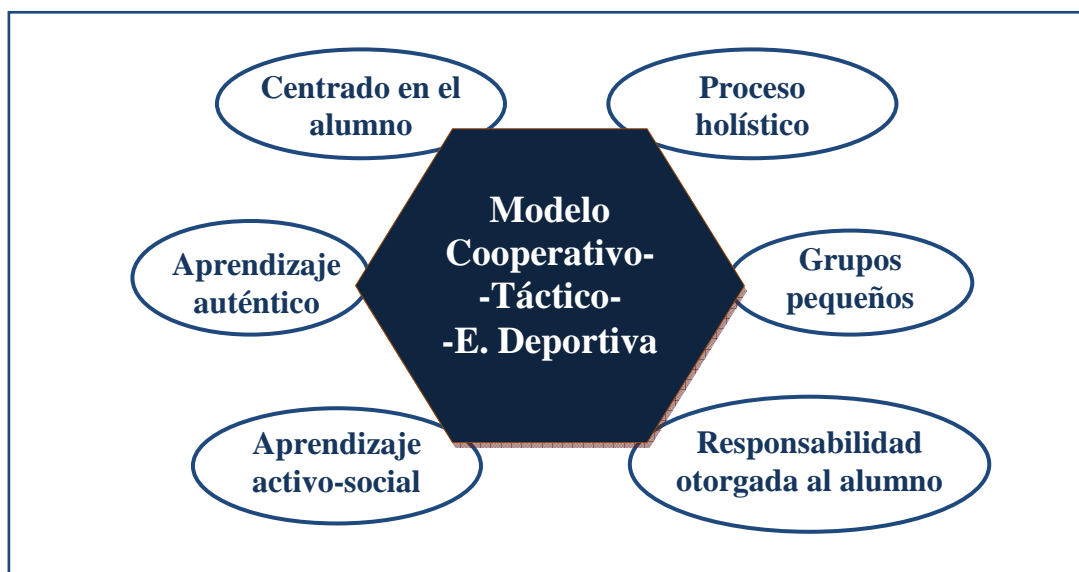 Centrado en el
alumno
Proceso
holístico
Modelo
Cooperativo-
-Táctico-
-E. Deportiva
Aprendizaje
auténtico
Grupos
pequeños
Aprendizaje
activo-social
Responsabilidad
otorgada al alumno